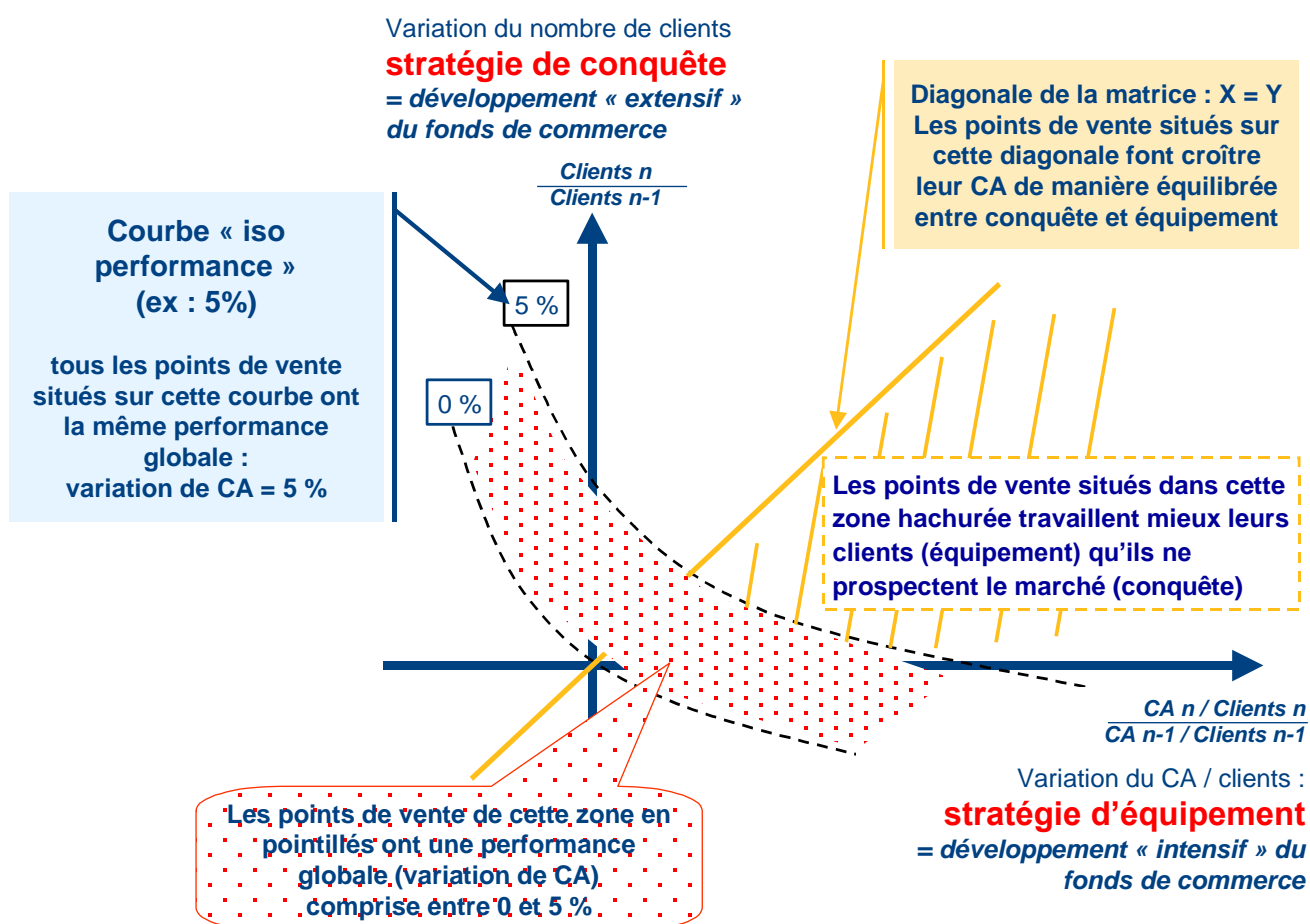 Variation du nombre de clients
stratégie de conquête
= développement « extensif »
du fonds de commerce
Clients n
Clients n-1
Diagonale de la matrice : X = Y
Les points de vente situés sur
cette diagonale font croître
leur CA de manière équilibrée
entre conquête et équipement
Courbe « iso
performance »
(ex : 5%)
tous les points de vente
situés sur cette courbe ont
la même performance
globale :
variation de CA = 5 %
5 %
0 %
Les points de vente situés dans cette
zone hachurée travaillent mieux leurs
clients (équipement) qu'ils ne
prospectent le marché (conquête)
CA n / Clients n
CA n-1 / Clients n-1
Variation du CA / clients :
stratégie d'équipement
= développement « intensif » du
fonds de commerce
Les points de vente de cette zone en
pointillés ont une performance
globale (variation de CA)
comprise entre 0 et 5 %